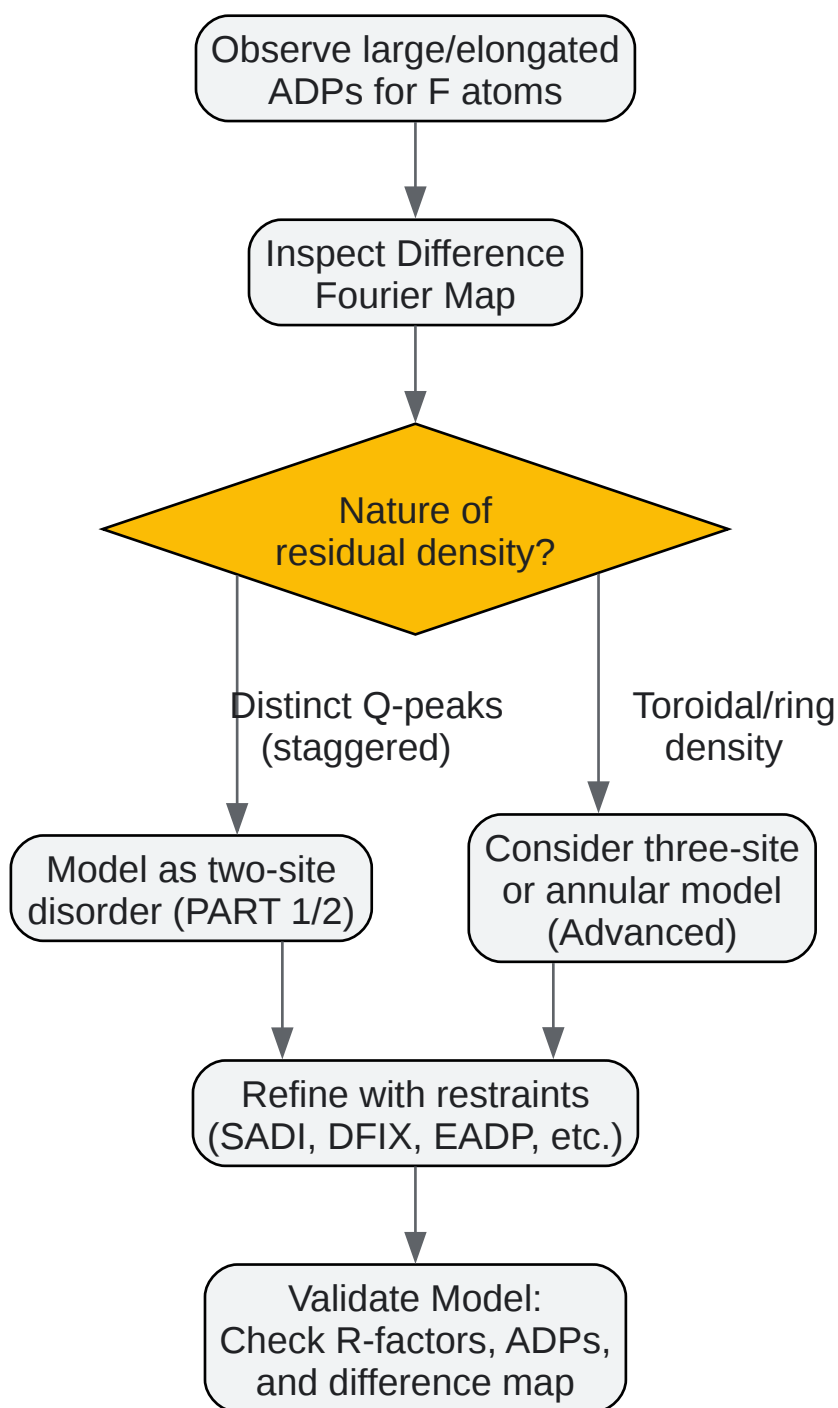 Observe large/elongated
ADPs for F atoms
Inspect Difference
Fourier Map
Nature of
residual density?
Distinct Q-peaks
(staggered)
Toroidal/ring
density
Model as two-site
disorder (PART 1/2)
Consider three-site
or annular model
(Advanced)
Refine with restraints
(SADI, DFIX, EADP, etc.)
Validate Model:
Check R-factors, ADPs,
and difference map